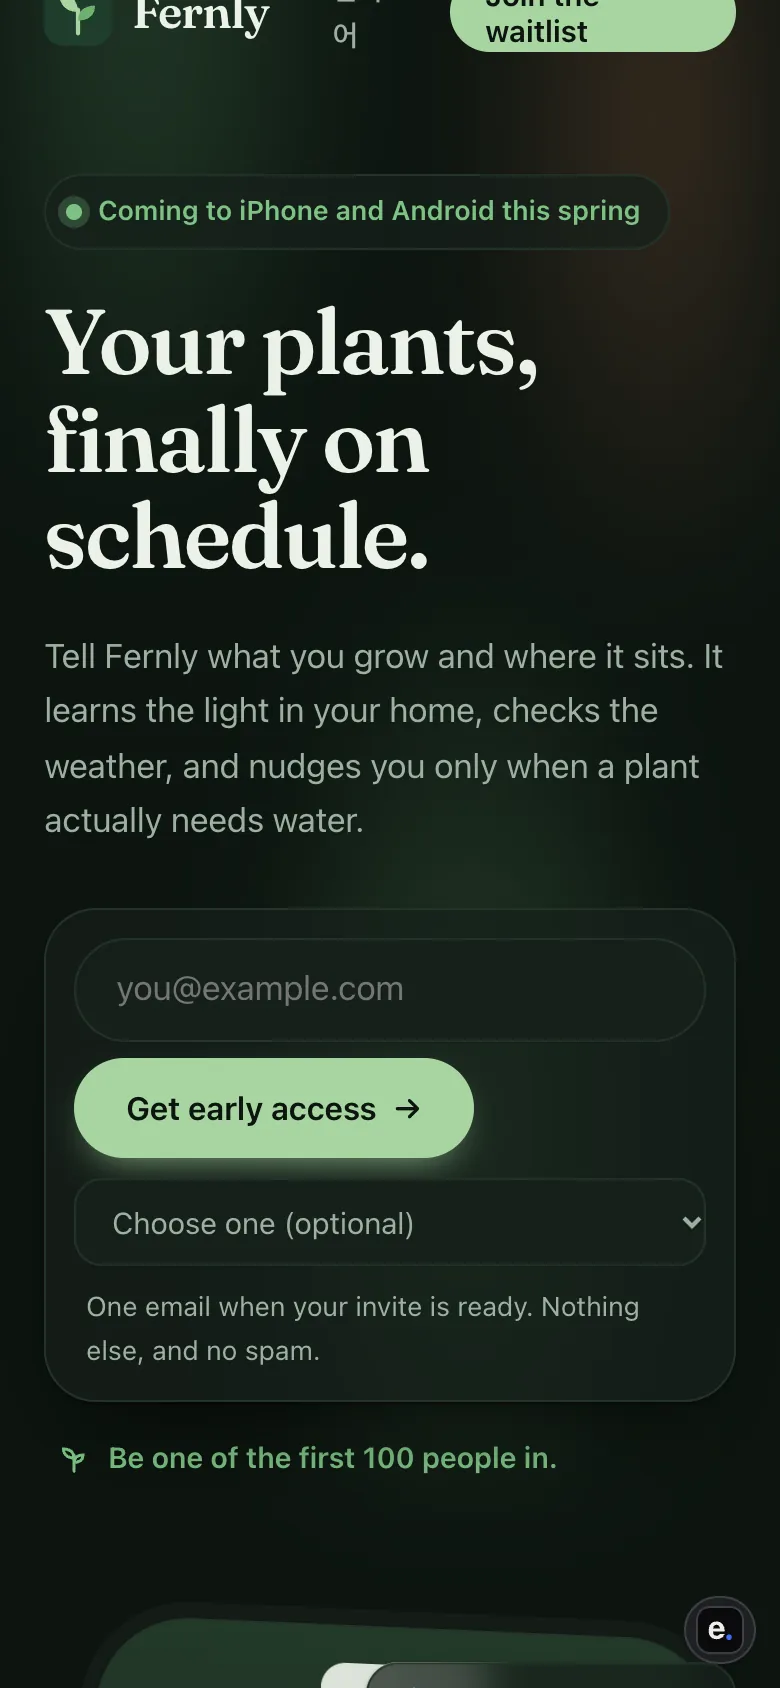 Fernly
어
Join the
waitlist
Coming to iPhone and Android this spring
Your plants,
finally on
schedule.
Tell Fernly what you grow and where it sits. It
learns the light in your home, checks the
weather, and nudges you only when a plant
actually needs water.
you@example.com
Get early access →
Choose one (optional)
One email when your invite is ready. Nothing
else, and no spam.
Be one of the first 100 people in.
e.